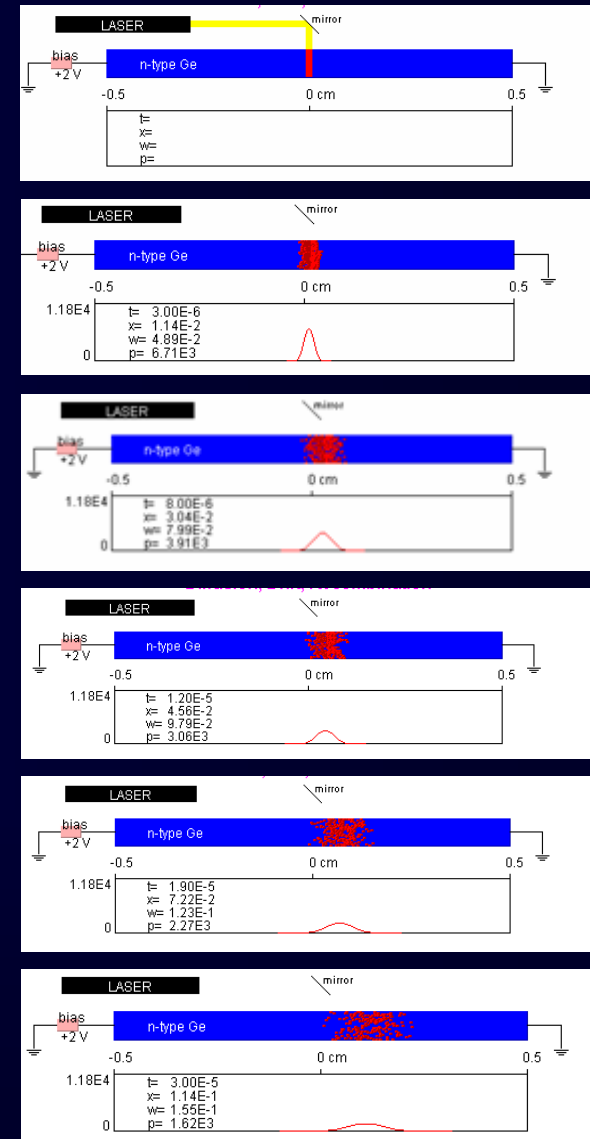 mirror
LASER
bias
+2 V
n-type Ge
-0.5
0 cm
0.5
t=
x=
w=
p=
mirror
LASER
bias
+2 V
n-type Ge
-0.5
0 cm
0.5
1.18E4
t= 3.00E-6
x= 1.14E-2
w= 4.89E-2
p= 6.71E3
0
mirror
LASER
bias
+2 V
n-type Ge
-0.5
0 cm
0.5
1.18E4
t= 8.00E-6
x= 3.04E-2
w= 7.99E-2
p= 3.91E3
0
mirror
LASER
bias
+2 V
n-type Ge
-0.5
0 cm
0.5
1.18E4
t= 1.20E-5
x= 4.56E-2
w= 9.79E-2
p= 3.06E3
0
mirror
LASER
bias
+2 V
n-type Ge
-0.5
0 cm
0.5
1.18E4
t= 1.90E-5
x= 7.22E-2
w= 1.23E-1
p= 2.27E3
0
mirror
LASER
bias
+2 V
n-type Ge
-0.5
0 cm
0.5
1.18E4
t= 3.00E-5
x= 1.14E-1
w= 1.55E-1
p= 1.62E3
0